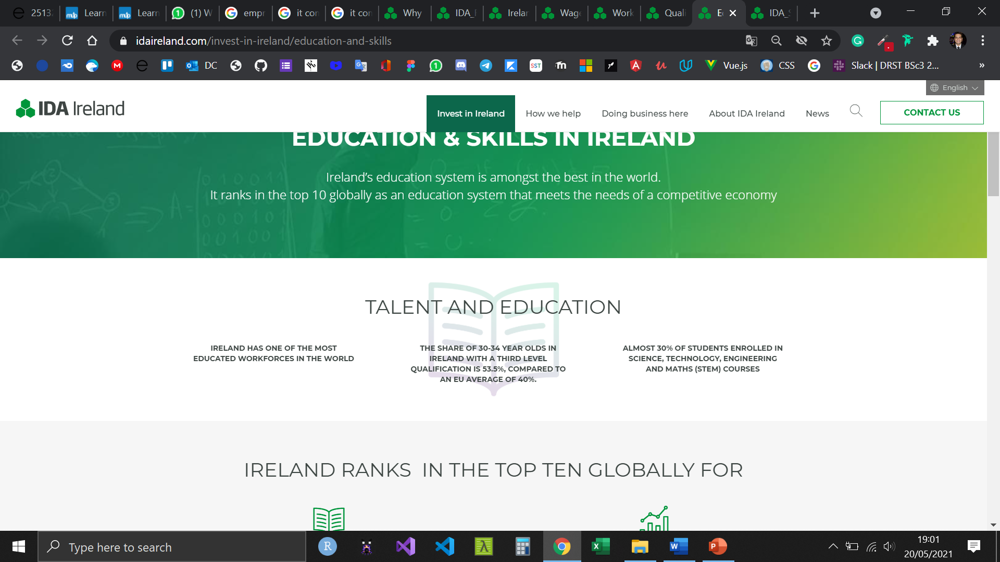 2513
Learn
Learn
(1) W
empr
it con
it con
Why
IDA_
Irelan
Wage
Work
Quali
E
IDA_
idaireland.com/invest-in-ireland/education-and-skills
DC
SST
Vue.js
CSS
Slack | DRST BSc3 2...
»
English
IDA Ireland
Invest in Ireland
How we help
Doing business here
About IDA Ireland
News
CONTACT US
EDUCATION & SKILLS IN IRELAND
Ireland’s education system is amongst the best in the world.
It ranks in the top 10 globally as an education system that meets the needs of a competitive economy
TALENT AND EDUCATION
IRELAND HAS ONE OF THE MOST
EDUCATED WORKFORCES IN THE WORLD
THE SHARE OF 30-34 YEAR OLDS IN
IRELAND WITH A THIRD LEVEL
QUALIFICATION IS 53.5%, COMPARED TO
AN EU AVERAGE OF 40%.
ALMOST 30% OF STUDENTS ENROLLED IN
SCIENCE, TECHNOLOGY, ENGINEERING
AND MATHS (STEM) COURSES
IRELAND RANKS IN THE TOP TEN GLOBALLY FOR
Type here to search
19:01
20/05/2021